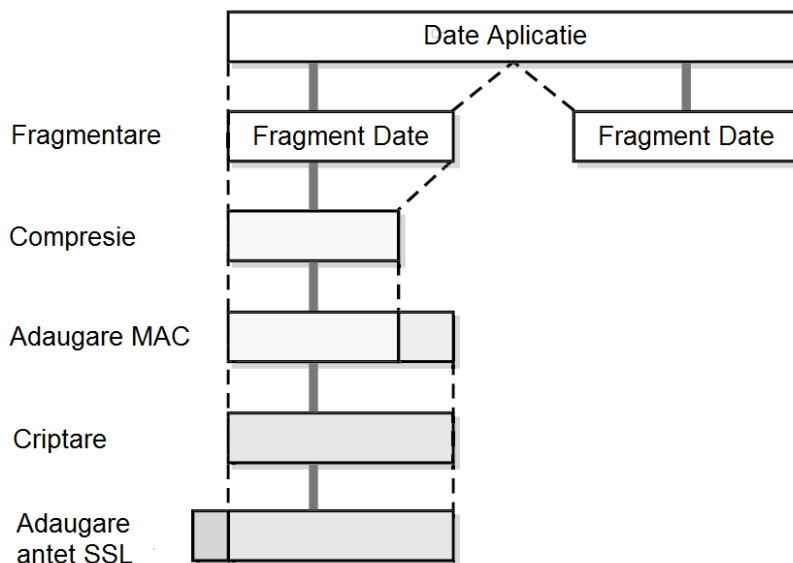 Date Aplicatie
Fragmentare
Fragment Date
Fragment Date
Compresie
Adaugare MAC
Criptare
Adaugare
antet SSL